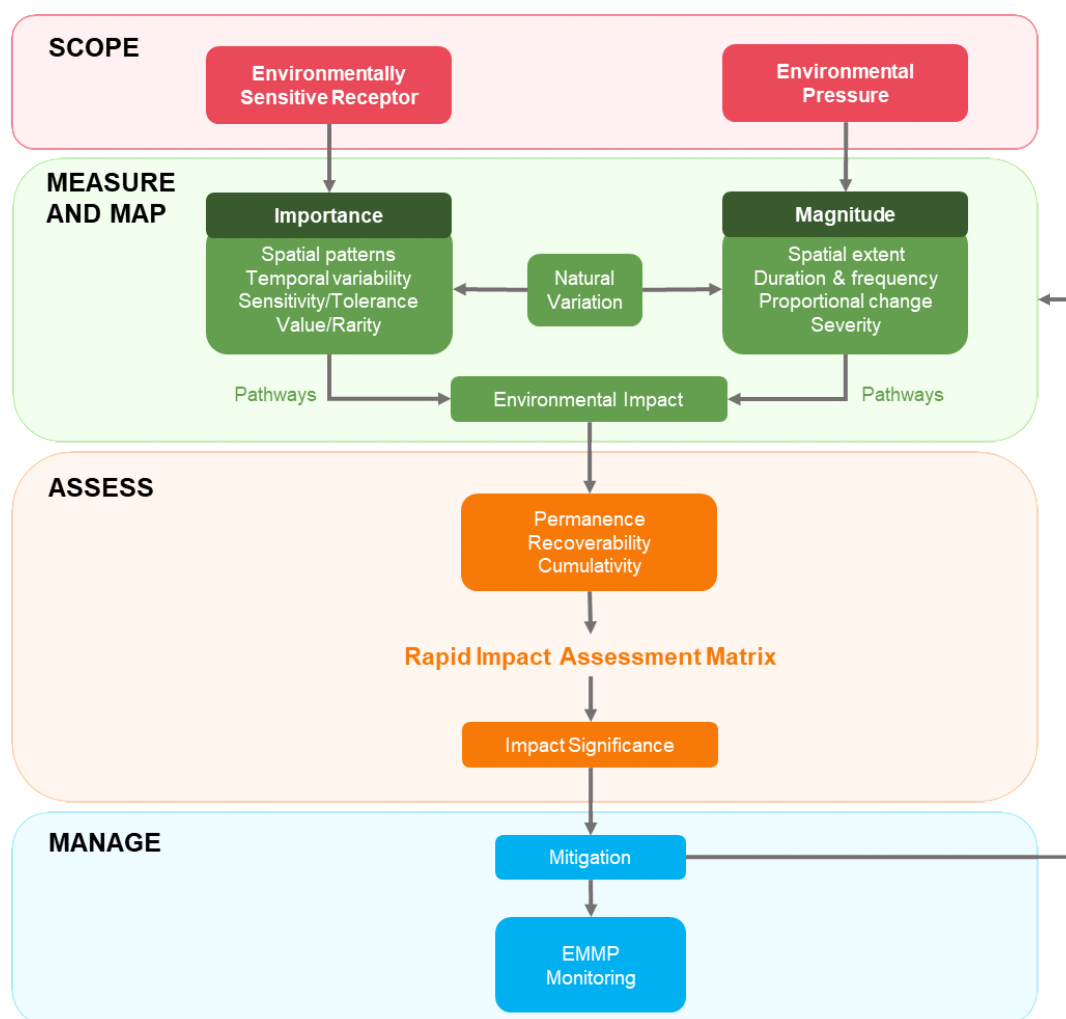 SCOPE
Environmentally
Sensitive Receptor
Environmental
Pressure
MEASURE
AND MAP
Importance
Spatial patterns
Temporal variability
Sensitivity/Tolerance
Value/Rarity
Natural
Variation
Magnitude
Spatial extent
Duration & frequency
Proportional change
Severity
Pathways
Environmental Impact
Pathways
ASSESS
Permanence
Recoverability
Cumulativity
Rapid Impact Assessment Matrix
Impact Significance
MANAGE
Mitigation
EMMP
Monitoring